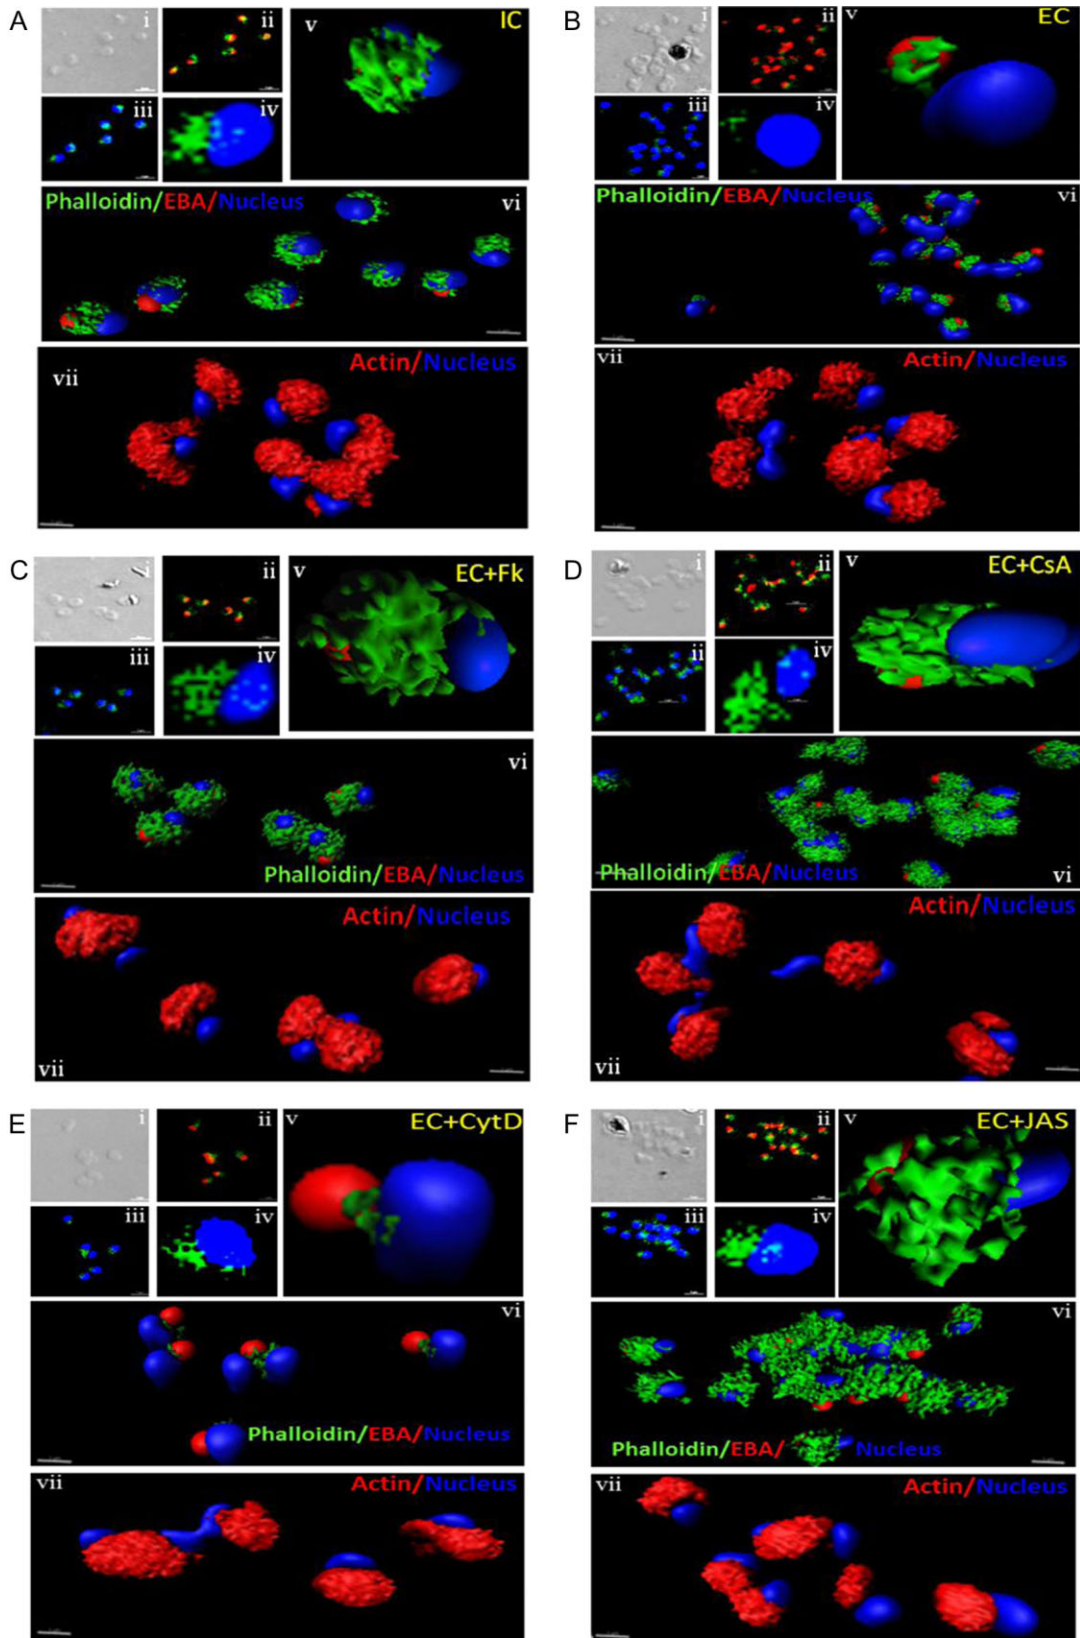 A
i
ii
v
IC
iii
iv
Phalloidin/EBA/Nucleus
vi
Actin/Nucleus
vii
B
i
ii
v
EC
iii
iv
Phalloidin/EBA/Nucleus
vi
vii
Actin/Nucleus
C
i
ii
v
EC+Fk
iii
iv
vi
Phalloidin/EBA/Nucleus
Actin/Nucleus
vii
D
i
ii
v
EC+CsA
ii
iv
Phalloidin/EBA/Nucleus
vi
Actin/Nucleus
vii
E
i
ii
v
EC+CytD
iii
iv
vi
Phalloidin/EBA/Nucleus
vii
Actin/Nucleus
F
i
ii
v
EC+JAS
iii
iv
vi
Phalloidin/EBA/ Nucleus
vii
Actin/Nucleus